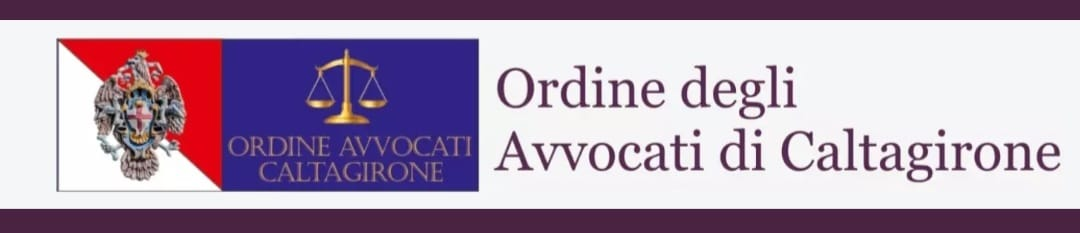 ORDINE AVVOCATI
CALTAGIRONE
Ordine degli
Avvocati di Caltagirone